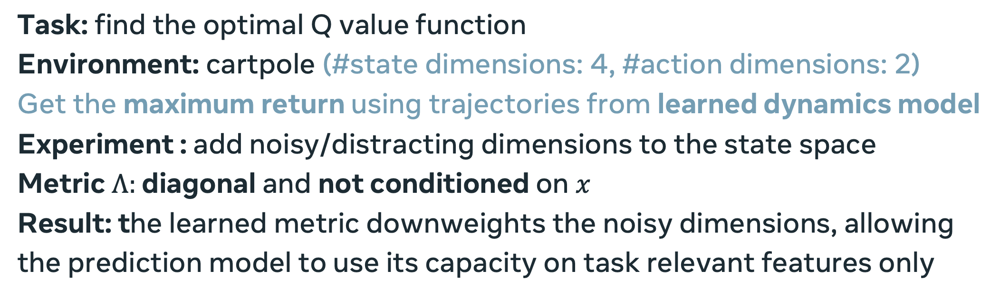 Task: find the optimal Q value function
Environment: cartpole (#state dimensions: 4, #action dimensions: 2)
Get the maximum return using trajectories from learned dynamics model
Experiment : add noisy/distracting dimensions to the state space
Metric Λ: diagonal and not conditioned on x
Result: the learned metric downweights the noisy dimensions, allowing
the prediction model to use its capacity on task relevant features only